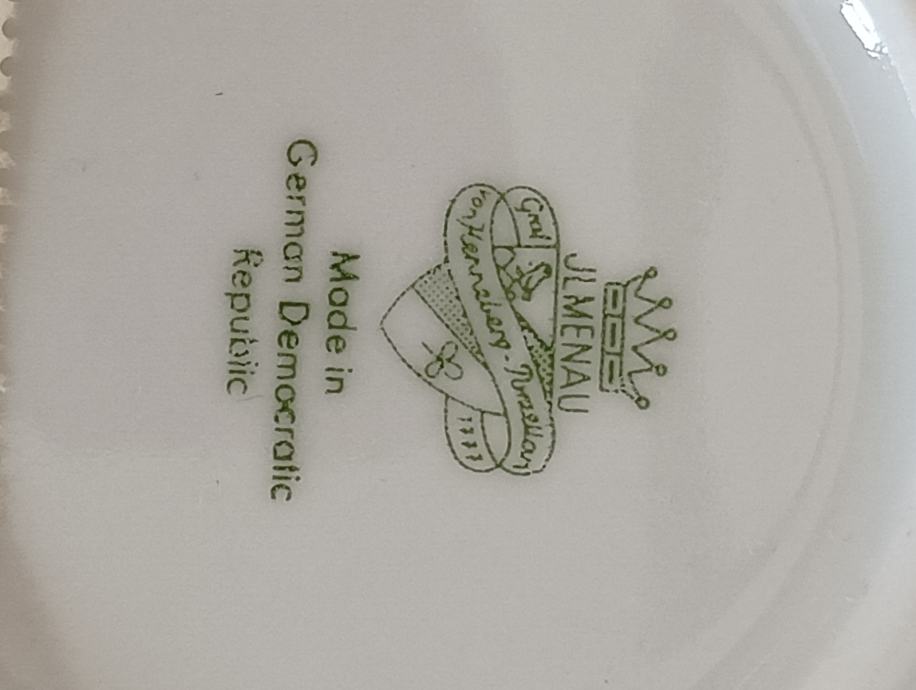 JLMENAU
Graf
von Henneberg - Porzellan
1777
Made in
German Democratic
Republic